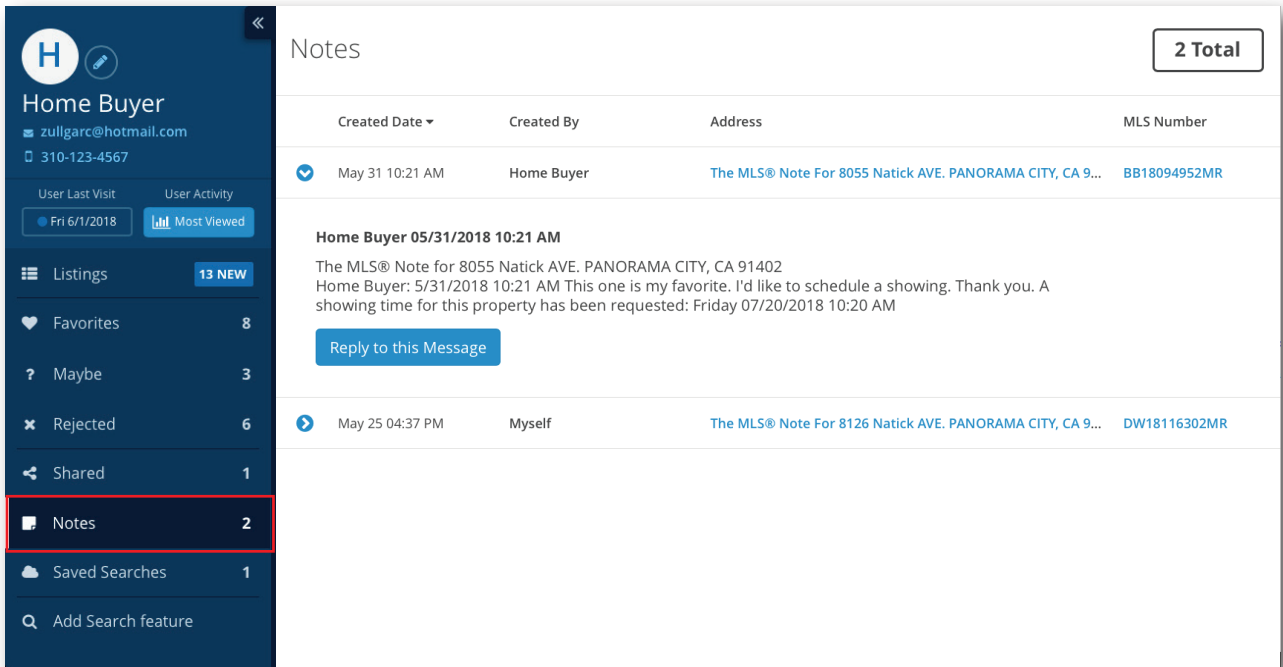 «
H
Home Buyer
zullgarc@hotmail.com
310-123-4567
User Last Visit User Activity
Fri 6/1/2018 Most Viewed
Listings 13 NEW
Favorites 8
? Maybe 3
Rejected 6
Shared 1
Notes 2
Saved Searches 1
Add Search feature
Notes
2 Total
Created Date Created By Address MLS Number
May 31 10:21 AM Home Buyer The MLS® Note For 8055 Natick AVE. PANORAMA CITY, CA 9... BB18094952MR
Home Buyer 05/31/2018 10:21 AM
The MLS® Note for 8055 Natick AVE. PANORAMA CITY, CA 91402
Home Buyer: 5/31/2018 10:21 AM This one is my favorite. I'd like to schedule a showing. Thank you. A
showing time for this property has been requested: Friday 07/20/2018 10:20 AM
Reply to this Message
May 25 04:37 PM Myself The MLS® Note For 8126 Natick AVE. PANORAMA CITY, CA 9... DW18116302MR